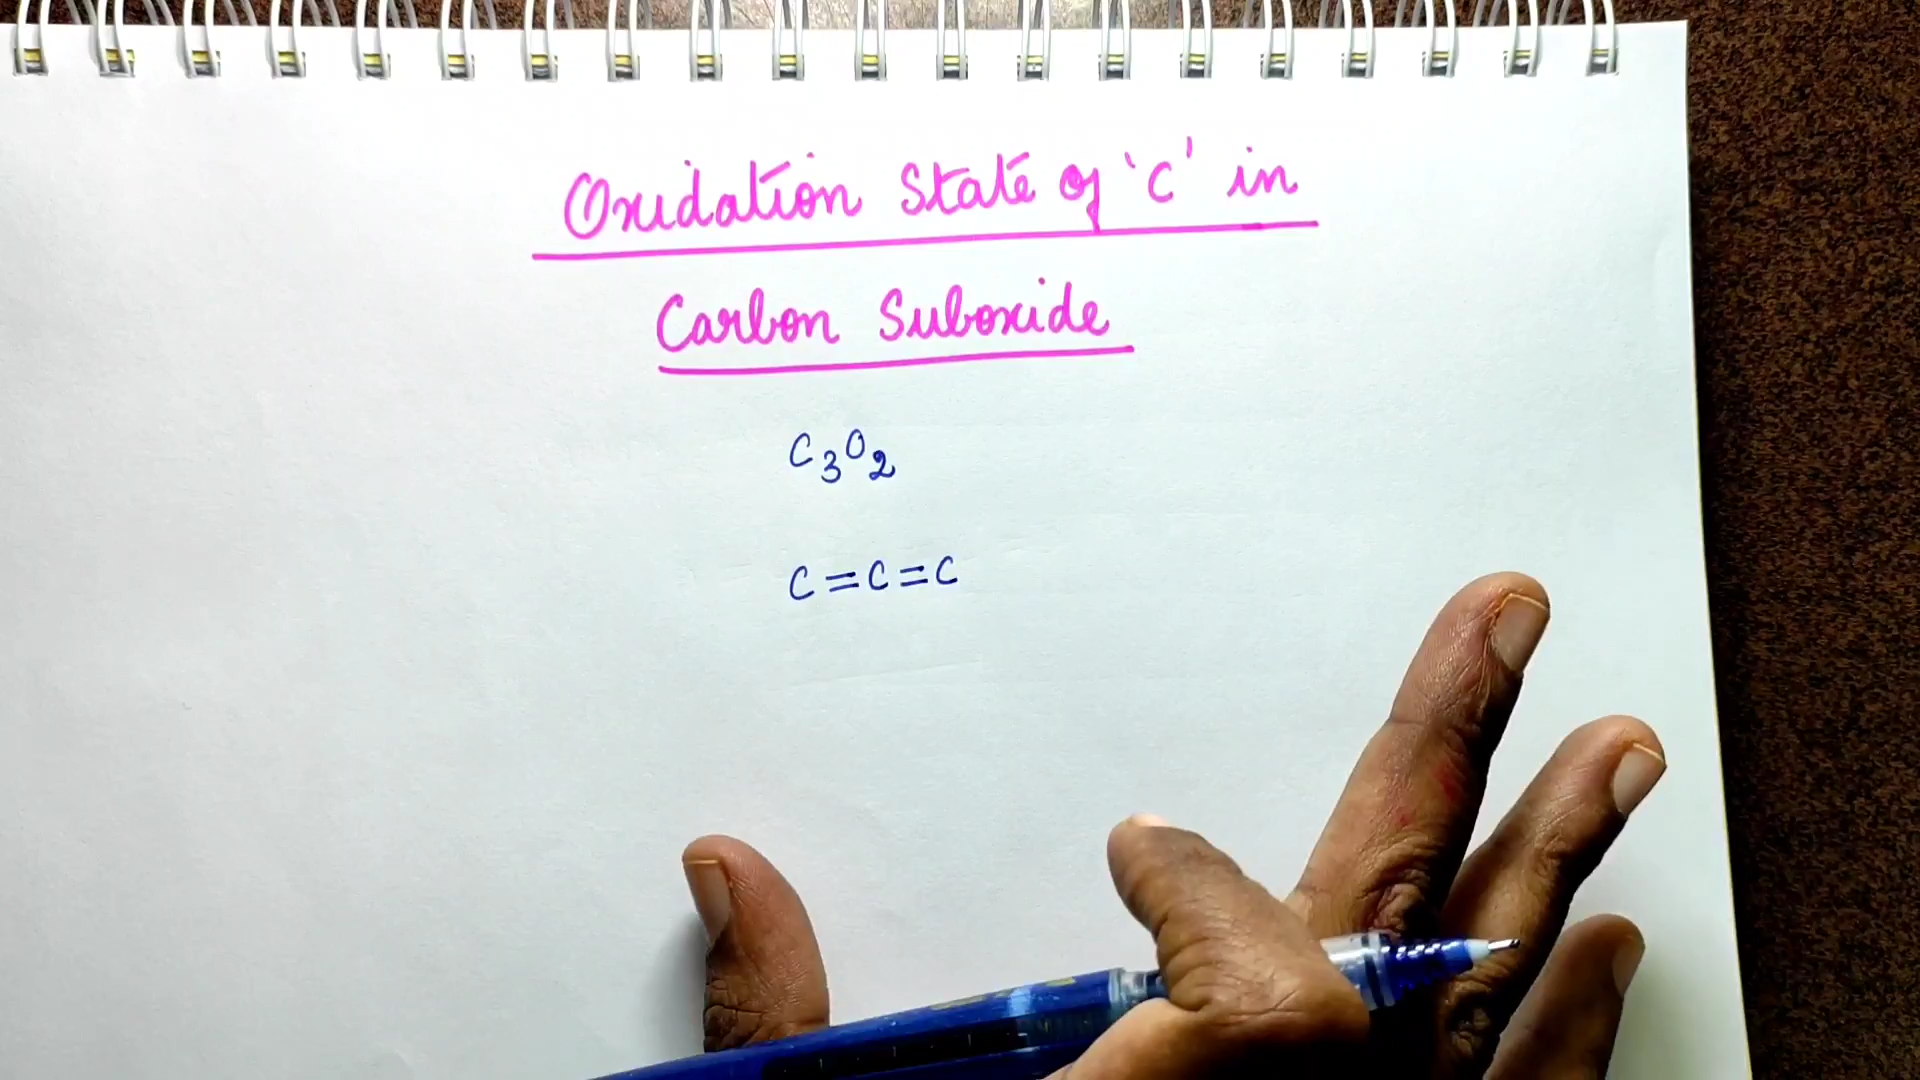 Oxidation State of 'C' in
Carbon Suboxide
C₃O₂
C=C=C